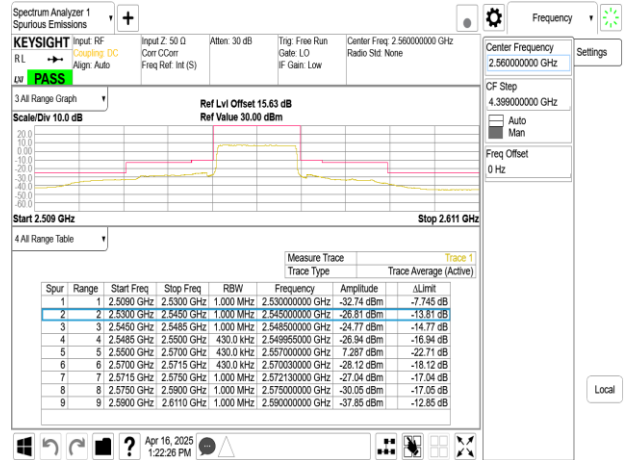 Spectrum Analyzer 1
Spurious Emissions
Frequency
KEYSIGHT
RL
LXI
PASS
Input: RF
Coupling: DC
Align: Auto
Input Z: 50 Ω
Corr CCorr
Freq Ref: Int (S)
Atten: 30 dB
Trig: Free Run
Gate: LO
IF Gain: Low
Center Freq: 2.560000000 GHz
Radio Std: None
Center Frequency
2.560000000 GHz
Settings
CF Step
4.399000000 GHz
Auto
Man
Freq Offset
0 Hz
3 All Range Graph
Scale/Div 10.0 dB
Ref Lvl Offset 15.63 dB
Ref Value 30.00 dBm
20.0
10.0
0.00
-10.0
-20.0
-30.0
-40.0
-50.0
-60.0
Start 2.509 GHz Stop 2.611 GHz
4 All Range Table
Measure Trace Trace 1
Trace Type Trace Average (Active)
Spur Range Start Freq Stop Freq RBW Frequency Amplitude ΔLimit
1 1 2.5090 GHz 2.5300 GHz 1.000 MHz 2.530000000 GHz -32.74 dBm -7.745 dB
2 2 2.5300 GHz 2.5450 GHz 1.000 MHz 2.545000000 GHz -26.81 dBm -13.81 dB
3 3 2.5450 GHz 2.5485 GHz 1.000 MHz 2.548500000 GHz -24.77 dBm -14.77 dB
4 4 2.5485 GHz 2.5500 GHz 430.0 kHz 2.549955000 GHz -26.94 dBm -16.94 dB
5 5 2.5500 GHz 2.5700 GHz 430.0 kHz 2.557000000 GHz 7.287 dBm -22.71 dB
6 6 2.5700 GHz 2.5715 GHz 430.0 kHz 2.570030000 GHz -28.12 dBm -18.12 dB
7 7 2.5715 GHz 2.5750 GHz 1.000 MHz 2.572130000 GHz -27.04 dBm -17.04 dB
8 8 2.5750 GHz 2.5900 GHz 1.000 MHz 2.575000000 GHz -30.05 dBm -17.05 dB
9 9 2.5900 GHz 2.6110 GHz 1.000 MHz 2.590000000 GHz -37.85 dBm -12.85 dB
Local
Apr 16, 2025
1:22:26 PM